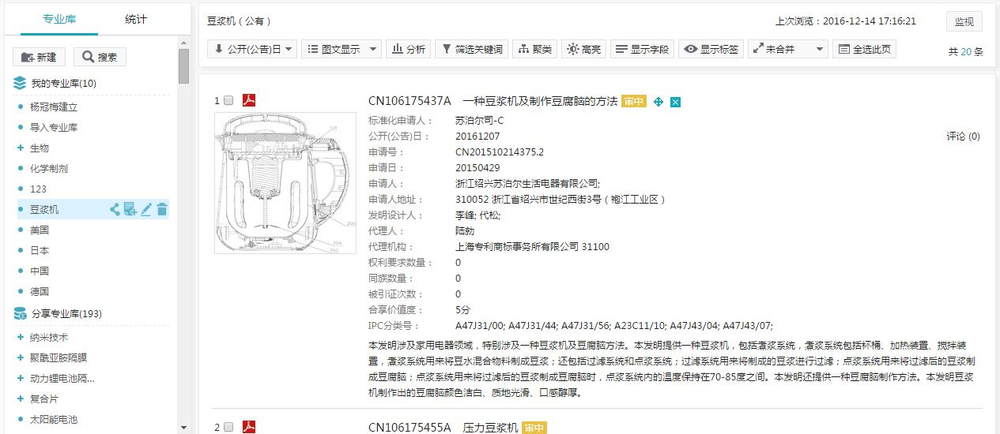 专业库 统计
新建 搜索
我的专业库(10)
杨冠梅建立
导入专业库
生物
化学制剂
123
豆浆机
美国
日本
中国
德国
分享专业库(193)
纳米技术
聚酰亚胺隔膜
动力锂电池隔...
复合片
太阳能电池
豆浆机（公有）
上次浏览：2016-12-14 17:16:21 监视
公开(公告)日 图文显示 分析 筛选关键词 聚类 高亮 显示字段 显示标签 未合并 全选此页
共 20 条
1 CN106175437A 一种豆浆机及制作豆腐脑的方法 审中
101
200
104
102
标准化申请人： 苏泊尔司-C
公开(公告)日： 20161207
评论 (0)
申请号： CN201510214375.2
申请日： 20150429
申请人： 浙江绍兴苏泊尔生活电器有限公司;
申请人地址： 310052 浙江省绍兴市世纪西街3号（袍江工业区）
发明设计人： 李峰; 代松;
代理人： 陆勍
代理机构： 上海专利商标事务所有限公司 31100
权利要求数量： 0
同族数量： 0
被引证次数： 0
合享价值度： 5分
IPC分类号： A47J31/00; A47J31/44; A47J31/56; A23C11/10; A47J43/04; A47J43/07;
本发明涉及家用电器领域，特别涉及一种豆浆机及豆腐脑方法。本发明提供一种豆浆机，包括煮浆系统，煮浆系统包括杯桶、加热装置、搅拌装
置，煮浆系统用来将豆水混合物料制成豆浆；还包括过滤系统和点浆系统；过滤系统用来将制成的豆浆进行过滤；点浆系统用来将过滤后的豆浆制
成豆腐脑；点浆系统用来将过滤后的豆浆制成豆腐脑时，点浆系统内的温度保持在70-85度之间。本发明还提供一种豆腐脑制作方法。本发明豆浆
机制作出的豆腐脑颜色洁白、质地光滑、口感醇厚。
2 CN106175455A 压力豆浆机 审中